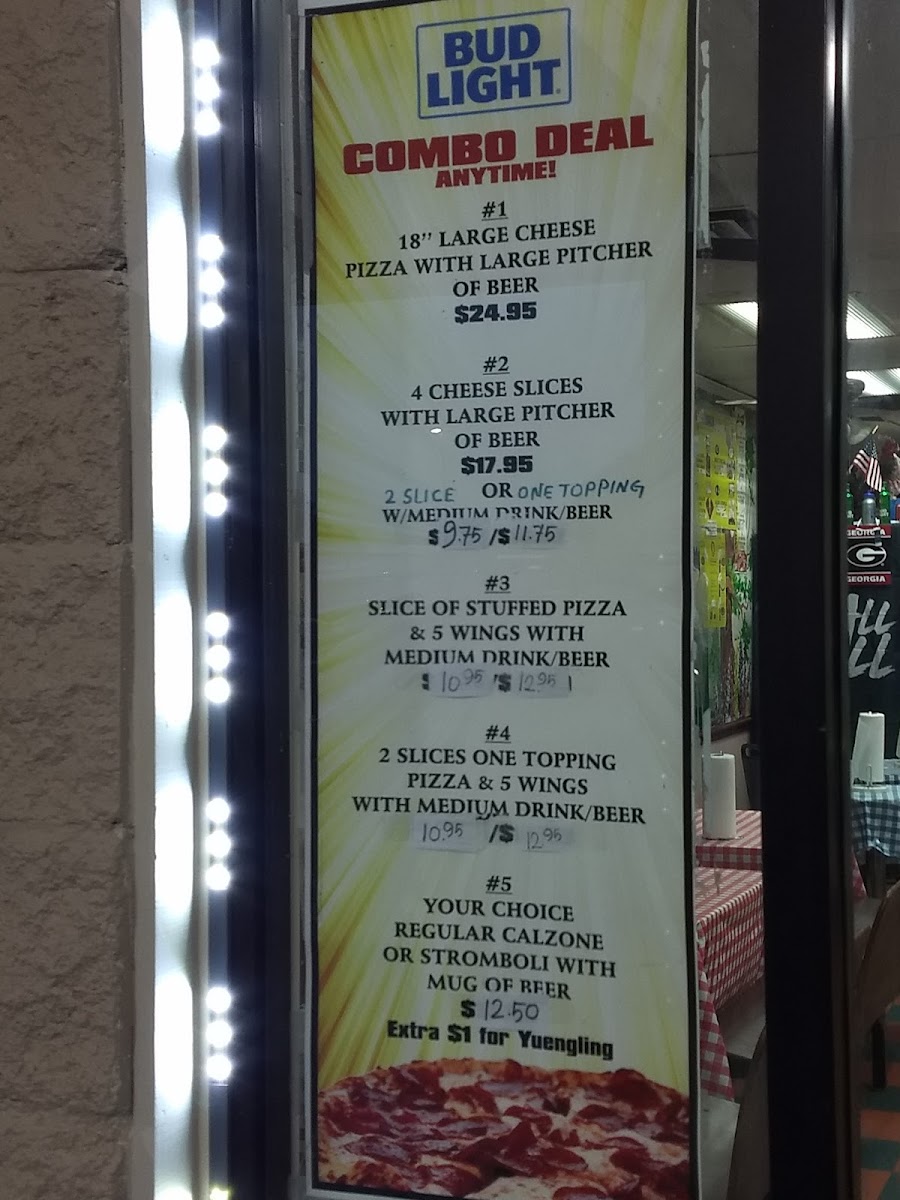 BUD
LIGHT
COMBO DEAL
ANYTIME!
#1
18" LARGE CHEESE
PIZZA WITH LARGE PITCHER
OF BEER
$24.95
#2
4 CHEESE SLICES
WITH LARGE PITCHER
OF BEER
$17.95
2 SLICE OR ONE TOPPING
W/MEDIUM DRINK/BEER
$9.75/$11.75
#3
SLICE OF STUFFED PIZZA
& 5 WINGS WITH
MEDIUM DRINK/BEER
$10.95/$12.95
#4
2 SLICES ONE TOPPING
PIZZA & 5 WINGS
WITH MEDIUM DRINK/BEER
10.95/$12.95
#5
YOUR CHOICE
REGULAR CALZONE
OR STROMBOLI WITH
MUG OF BEER
$12.50
Extra $1 for Yuengling
GEORGIA
G
GEORGIA